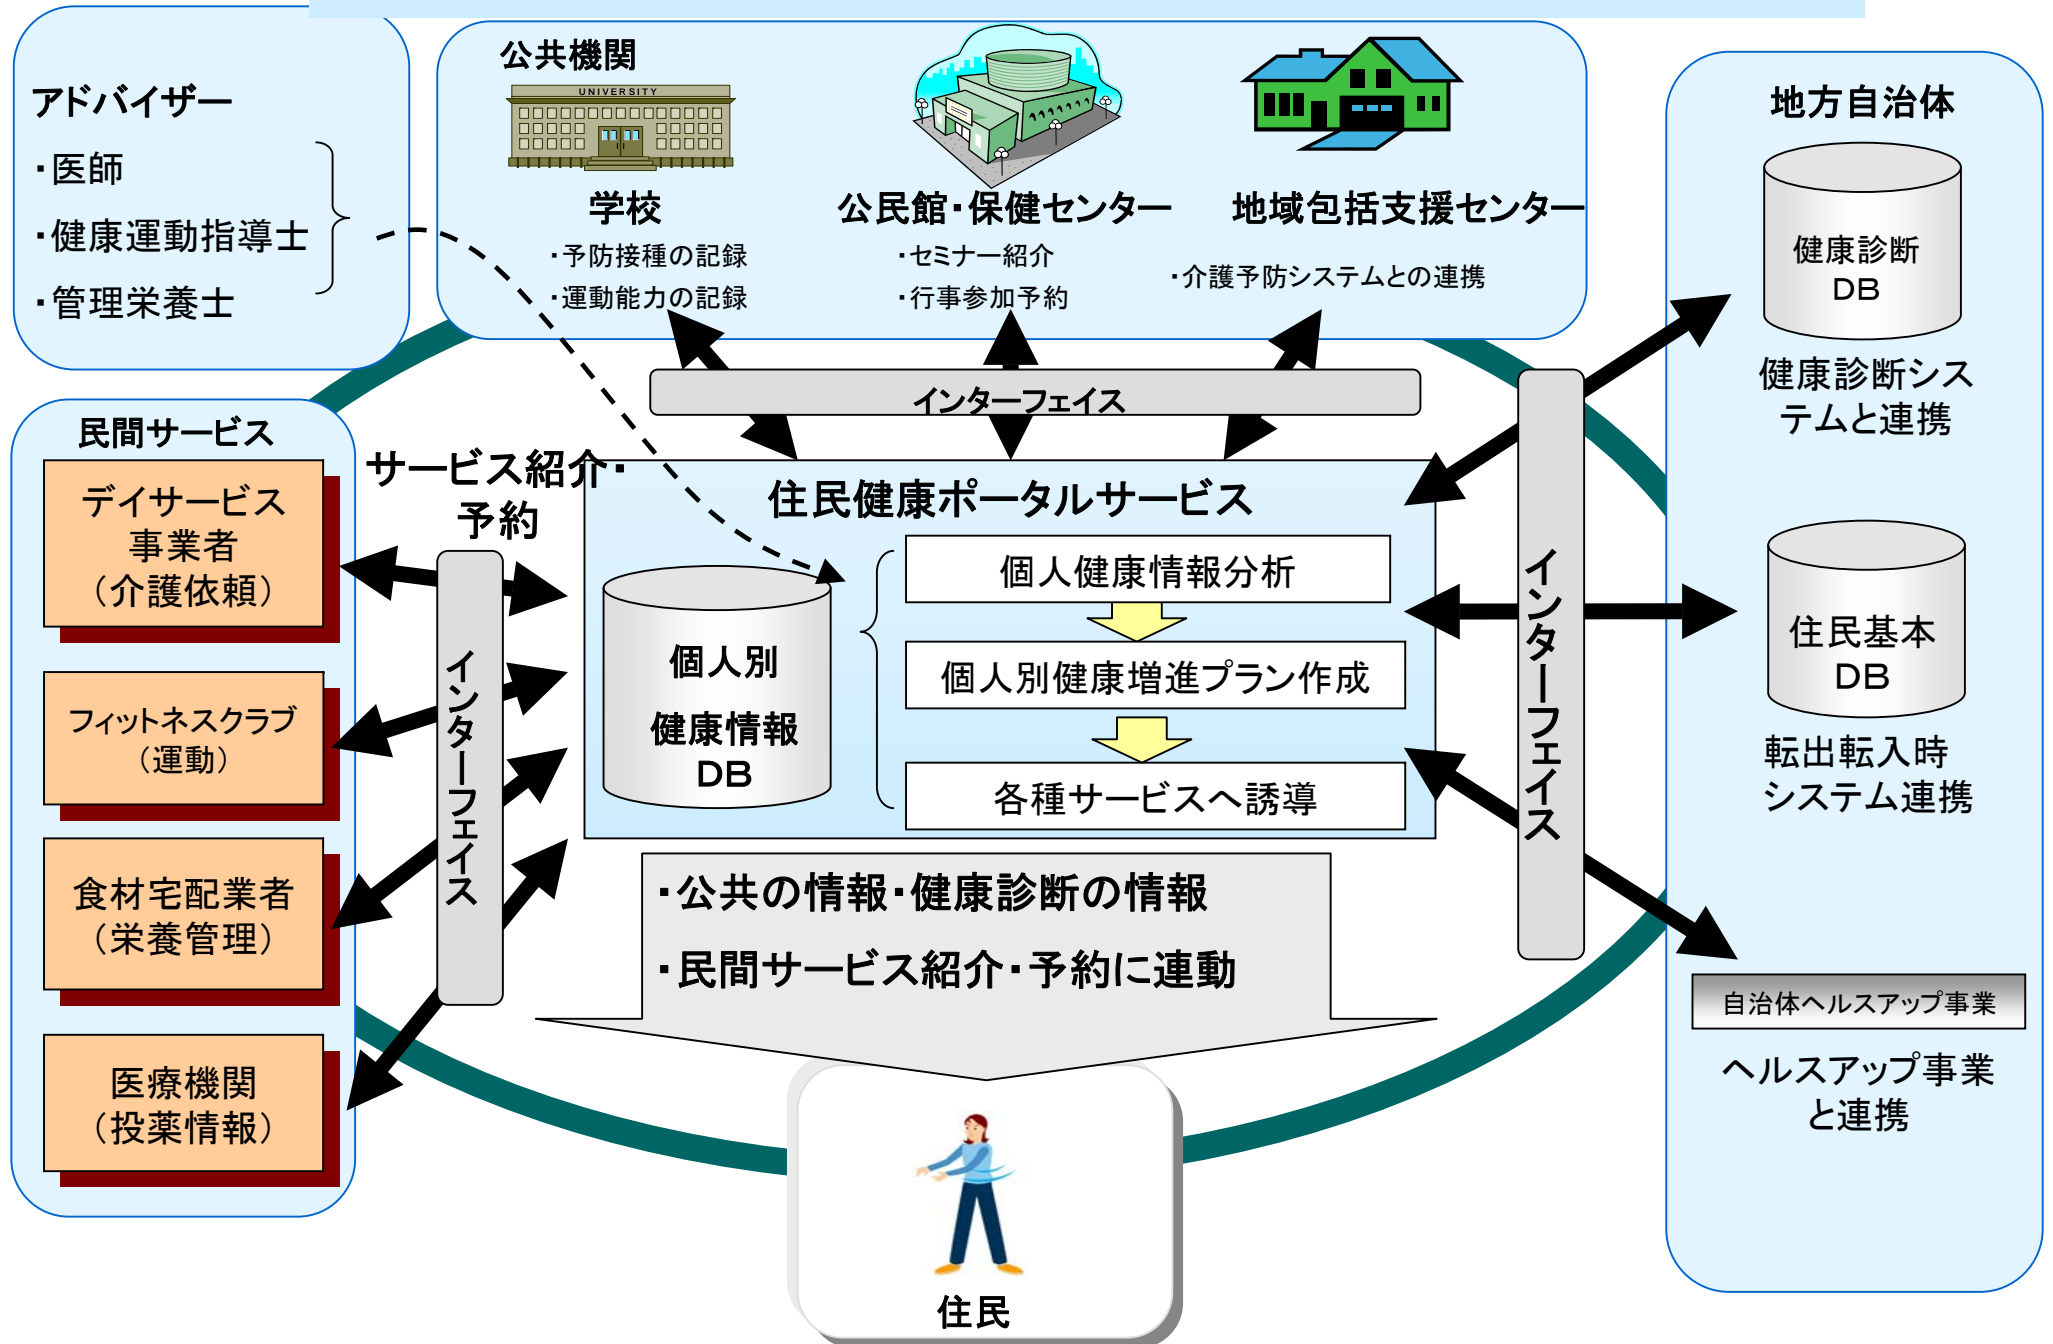 アドバイザー
・医師
・健康運動指導士
・管理栄養士
公共機関
UNIVERSITY
学校
・予防接種の記録
・運動能力の記録
公民館・保健センター
・セミナー紹介
・行事参加予約
地域包括支援センター
・介護予防システムとの連携
インターフェイス
地方自治体
健康診断
DB
健康診断シス
テムと連携
住民基本
DB
転出転入時
システム連携
自治体ヘルスアップ事業
ヘルスアップ事業
と連携
インターフェイス
民間サービス
デイサービス
事業者
（介護依頼）
フィットネスクラブ
（運動）
食材宅配業者
（栄養管理）
医療機関
（投薬情報）
サービス紹介・
予約
インターフェイス
住民健康ポータルサービス
個人別
健康情報
DB
個人健康情報分析
個人別健康増進プラン作成
各種サービスへ誘導
・公共の情報・健康診断の情報
・民間サービス紹介・予約に連動
住民